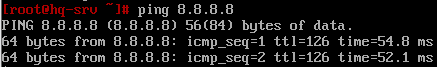 [root@hq-srv ~]# ping 8.8.8.8
PING 8.8.8.8 (8.8.8.8) 56(84) bytes of data.
64 bytes from 8.8.8.8: icmp_seq=1 ttl=126 time=54.8 ms
64 bytes from 8.8.8.8: icmp_seq=2 ttl=126 time=52.1 ms